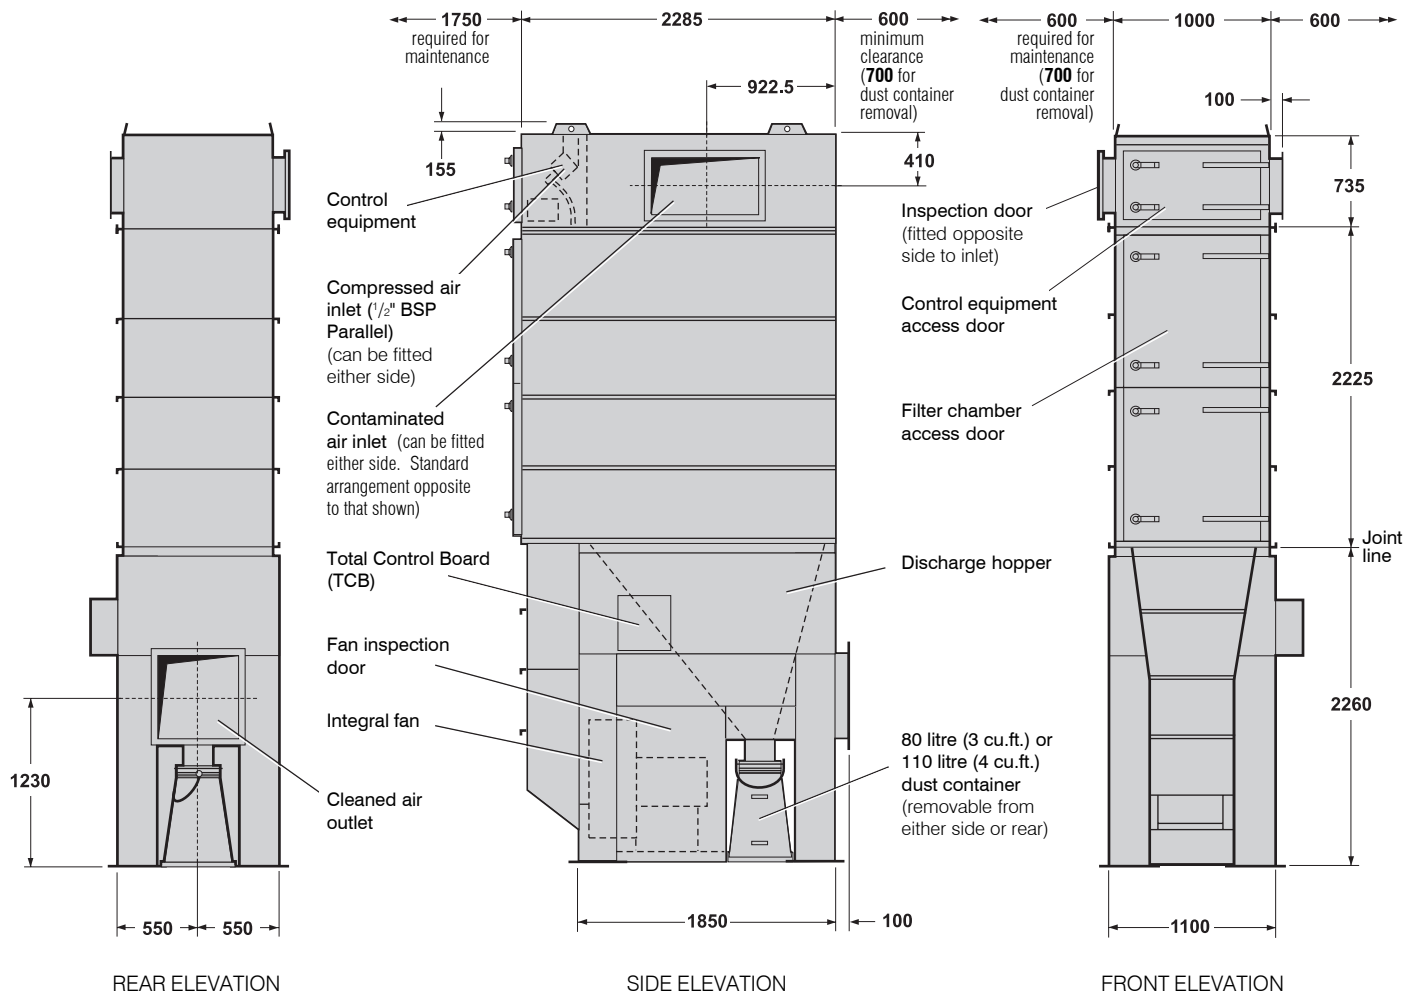 1750
required for
maintenance
2285
600
minimum
clearance
(700 for
dust container
removal)
600
required for
maintenance
(700 for
dust container
removal)
1000
600
922.5
100
155
410
735
Control
equipment
Compressed air
inlet (1/2" BSP
Parallel)
(can be fitted
either side)
Contaminated
air inlet (can be fitted
either side. Standard
arrangement opposite
to that shown)
Total Control Board
(TCB)
Fan inspection
door
Integral fan
Cleaned air
outlet
Inspection door
(fitted opposite
side to inlet)
Control equipment
access door
Filter chamber
access door
Discharge hopper
80 litre (3 cu.ft.) or
110 litre (4 cu.ft.)
dust container
(removable from
either side or rear)
2225
Joint
line
2260
1230
550
550
1850
100
1100
REAR ELEVATION
SIDE ELEVATION
FRONT ELEVATION